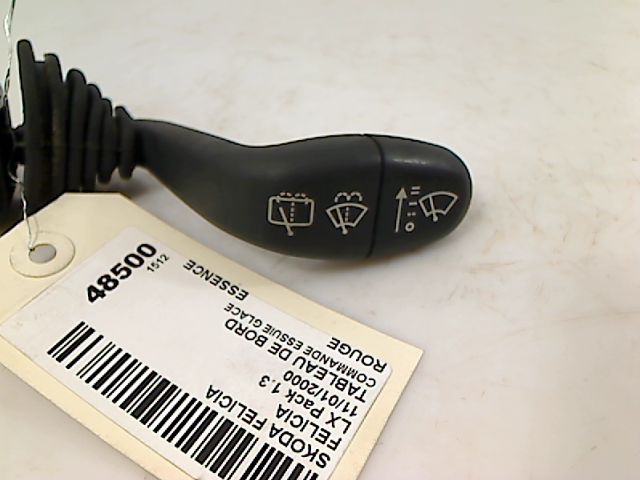 SKODA FELICIA
FELICIA
LX Pack 1.3
11/01/2000
TABLEAU DE BORD
COMMANDE ESSUIE GLACE
ROUGE
ESSENCE
1512
48500